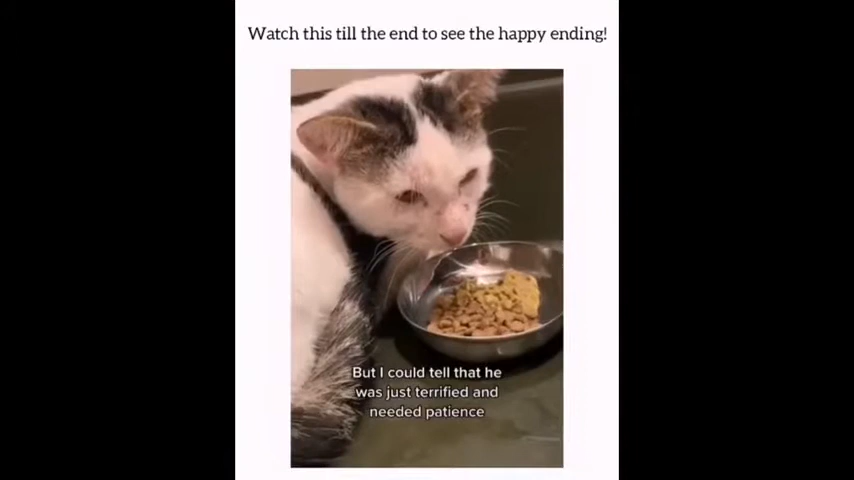 Watch this till the end to see the happy ending!
But I could tell that he
was just terrified and
needed patience